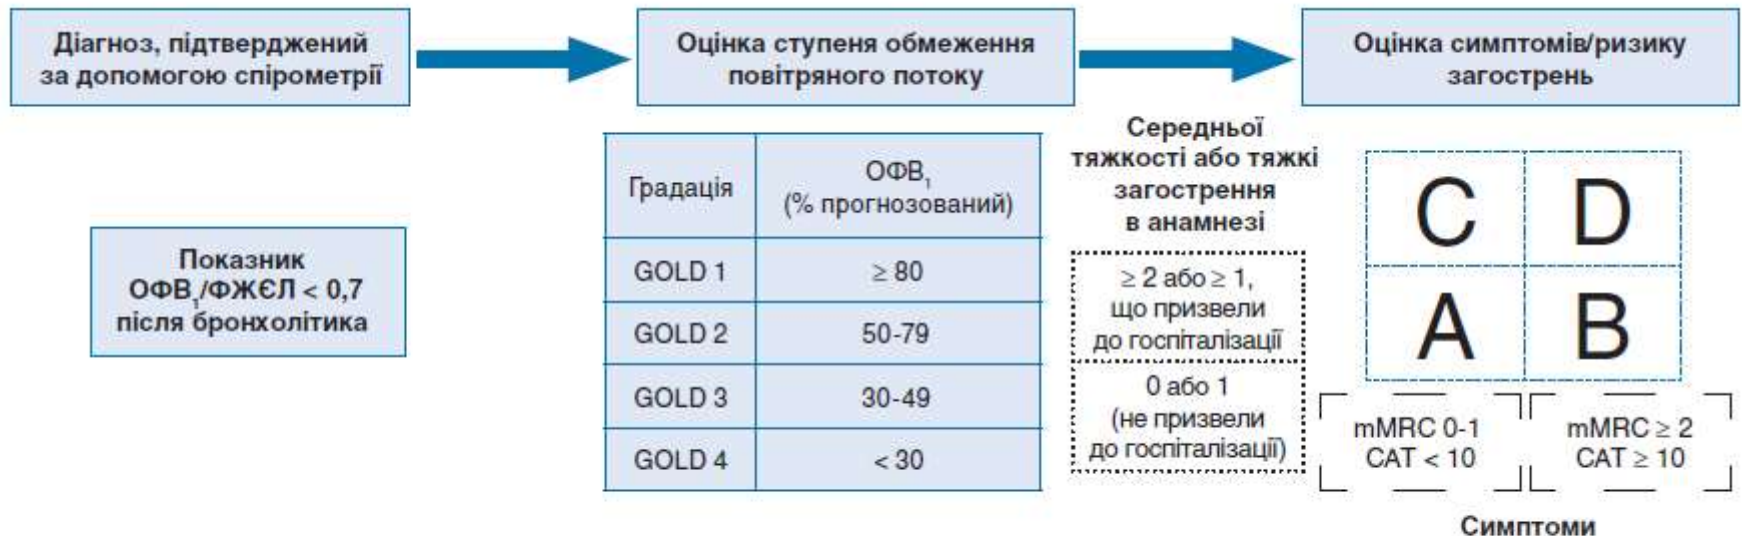 Діагноз, підтверджений
за допомогою спірометрії
Оцінка ступеня обмеження
повітряного потоку
Оцінка симптомів/ризику
загострень
Показник
ОФВ₁/ФЖЄЛ < 0,7
після бронхолітика
Градація
ОФВ₁
(% прогнозований)
GOLD 1
≥ 80
GOLD 2
50-79
GOLD 3
30-49
GOLD 4
< 30
Середньої
тяжкості або тяжкі
загострення
в анамнезі
≥ 2 або ≥ 1,
що призвели
до госпіталізації
0 або 1
(не призвели
до госпіталізації)
C
D
A
B
mMRC 0-1
CAT < 10
mMRC ≥ 2
CAT ≥ 10
Симптоми